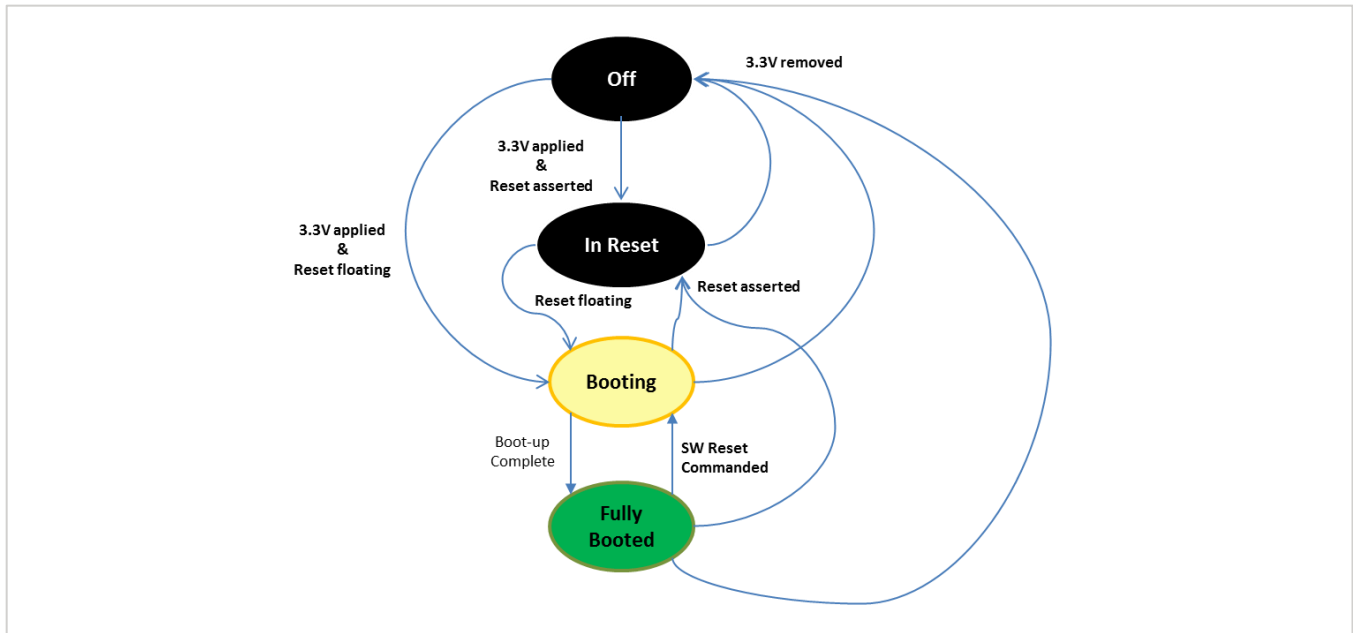 Off
3.3V removed
3.3V applied
&
Reset asserted
3.3V applied
&
Reset floating
In Reset
Reset floating
Reset asserted
Booting
Boot-up
Complete
SW Reset
Commanded
Fully
Booted